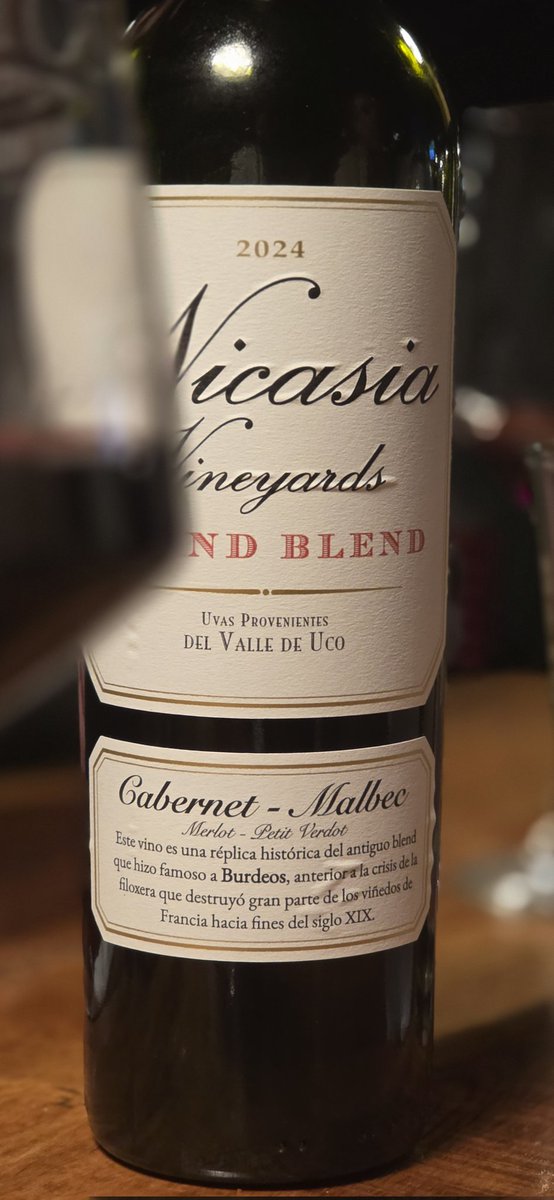 2024
Nicasia
Vineyards
ND BLEND
Uvas Provenientes
del Valle de Uco
Cabernet - Malbec
Merlot - Petit Verdot
Este vino es una réplica histórica del antiguo blend
que hizo famoso a Burdeos, anterior a la crisis de la
filoxera que destruyó gran parte de los viñedos de
Francia hacia fines del siglo XIX.